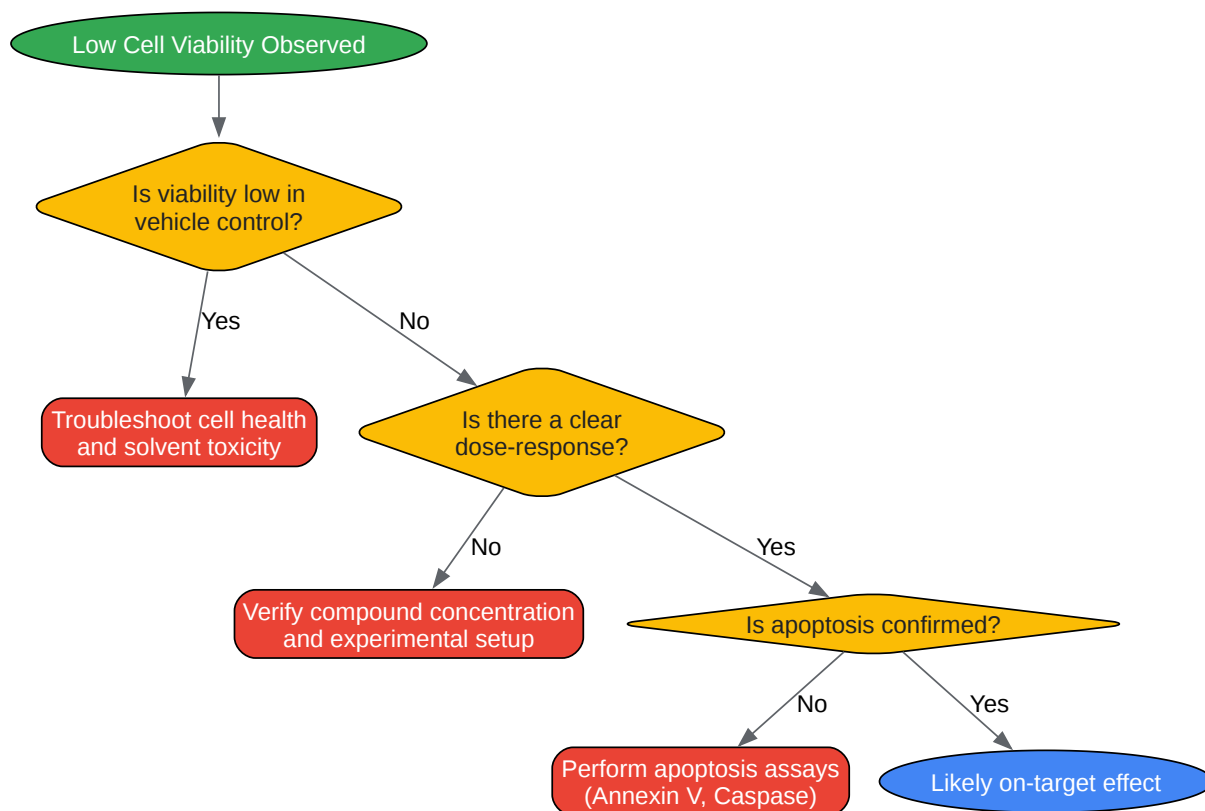 Low Cell Viability Observed
Is viability low in
vehicle control?
Yes
No
Troubleshoot cell health
and solvent toxicity
Is there a clear
dose-response?
No
Yes
Verify compound concentration
and experimental setup
Is apoptosis confirmed?
No
Yes
Perform apoptosis assays
(Annexin V, Caspase)
Likely on-target effect